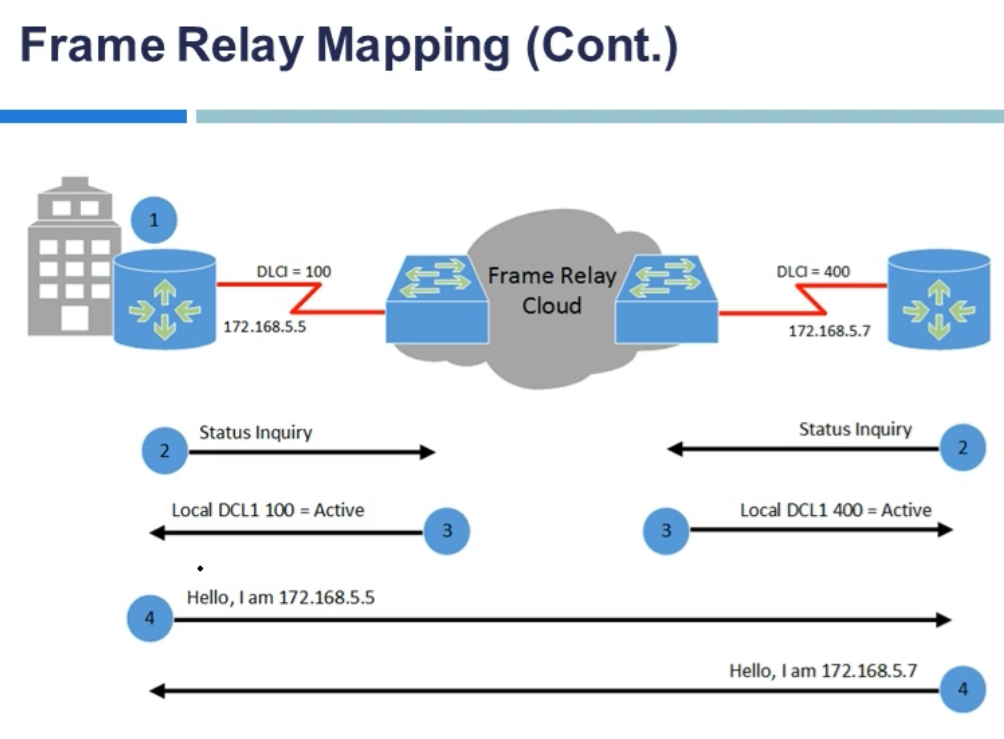 Frame Relay Mapping (Cont.)
1
DLCI = 100
Frame Relay
Cloud
DLCI = 400
172.168.5.5
172.168.5.7
Status Inquiry
2
Status Inquiry
2
Local DCL1 100 = Active
3
Local DCL1 400 = Active
3
Hello, I am 172.168.5.5
4
Hello, I am 172.168.5.7
4